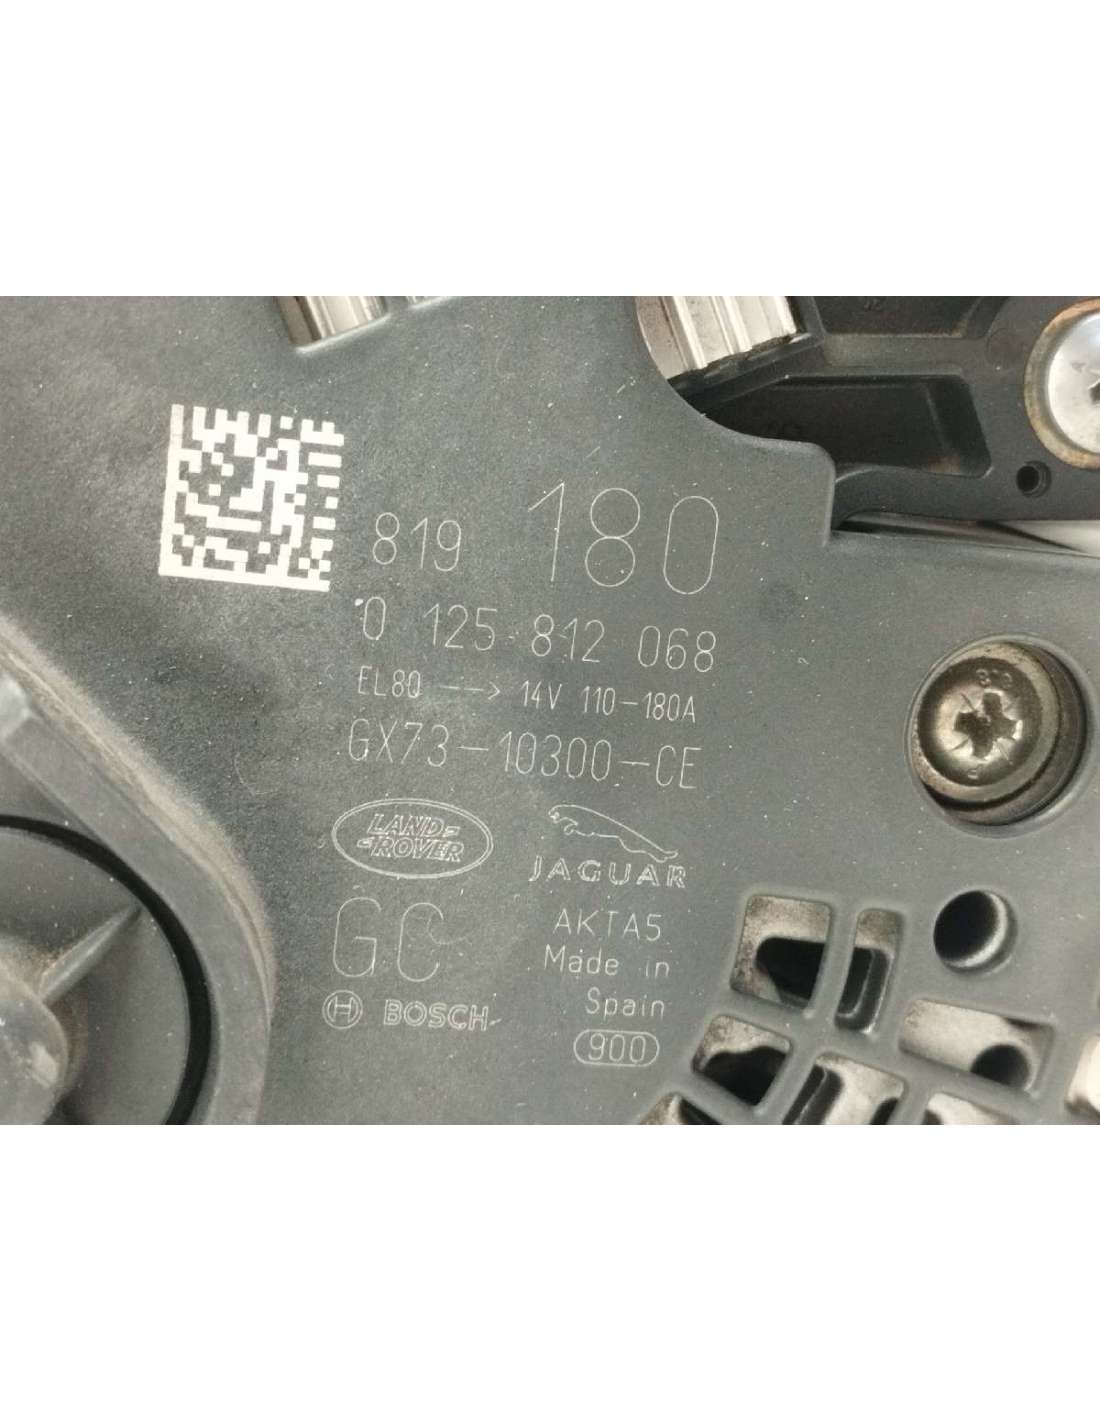 819 180
0 125 812 068
EL80 --> 14V 110-180A
GX73-10300-CE
LAND-
-ROVER
JAGUAR
GC AKTA5
Made in
Spain
BOSCH
900